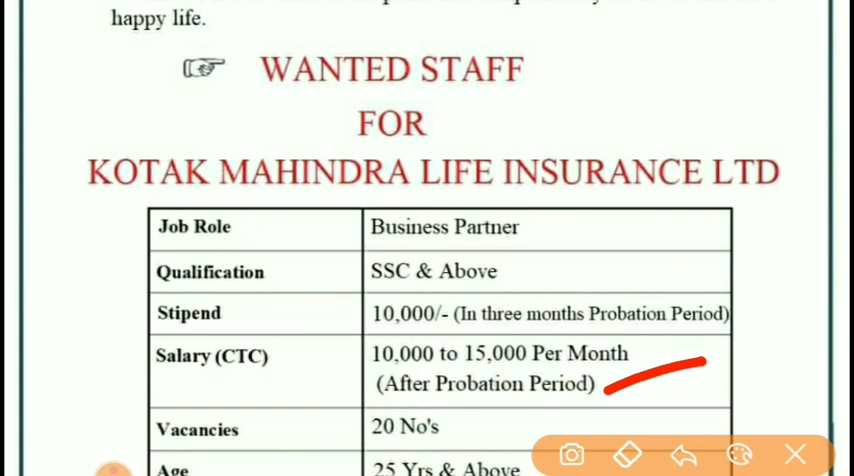 happy life.
WANTED STAFF
FOR
KOTAK MAHINDRA LIFE INSURANCE LTD
Job Role Business Partner
Qualification SSC & Above
Stipend 10,000/- (In three months Probation Period)
Salary (CTC) 10,000 to 15,000 Per Month
(After Probation Period)
Vacancies 20 No's
Age 25 Yrs & Above